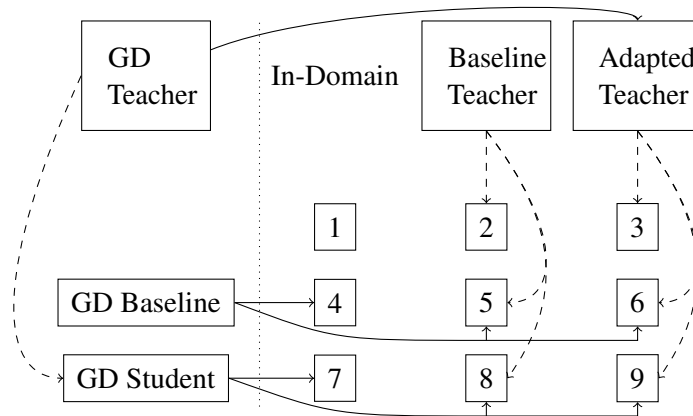 GD
Teacher
In-Domain
Baseline
Teacher
Adapted
Teacher
1
2
3
GD Baseline
4
5
6
GD Student
7
8
9